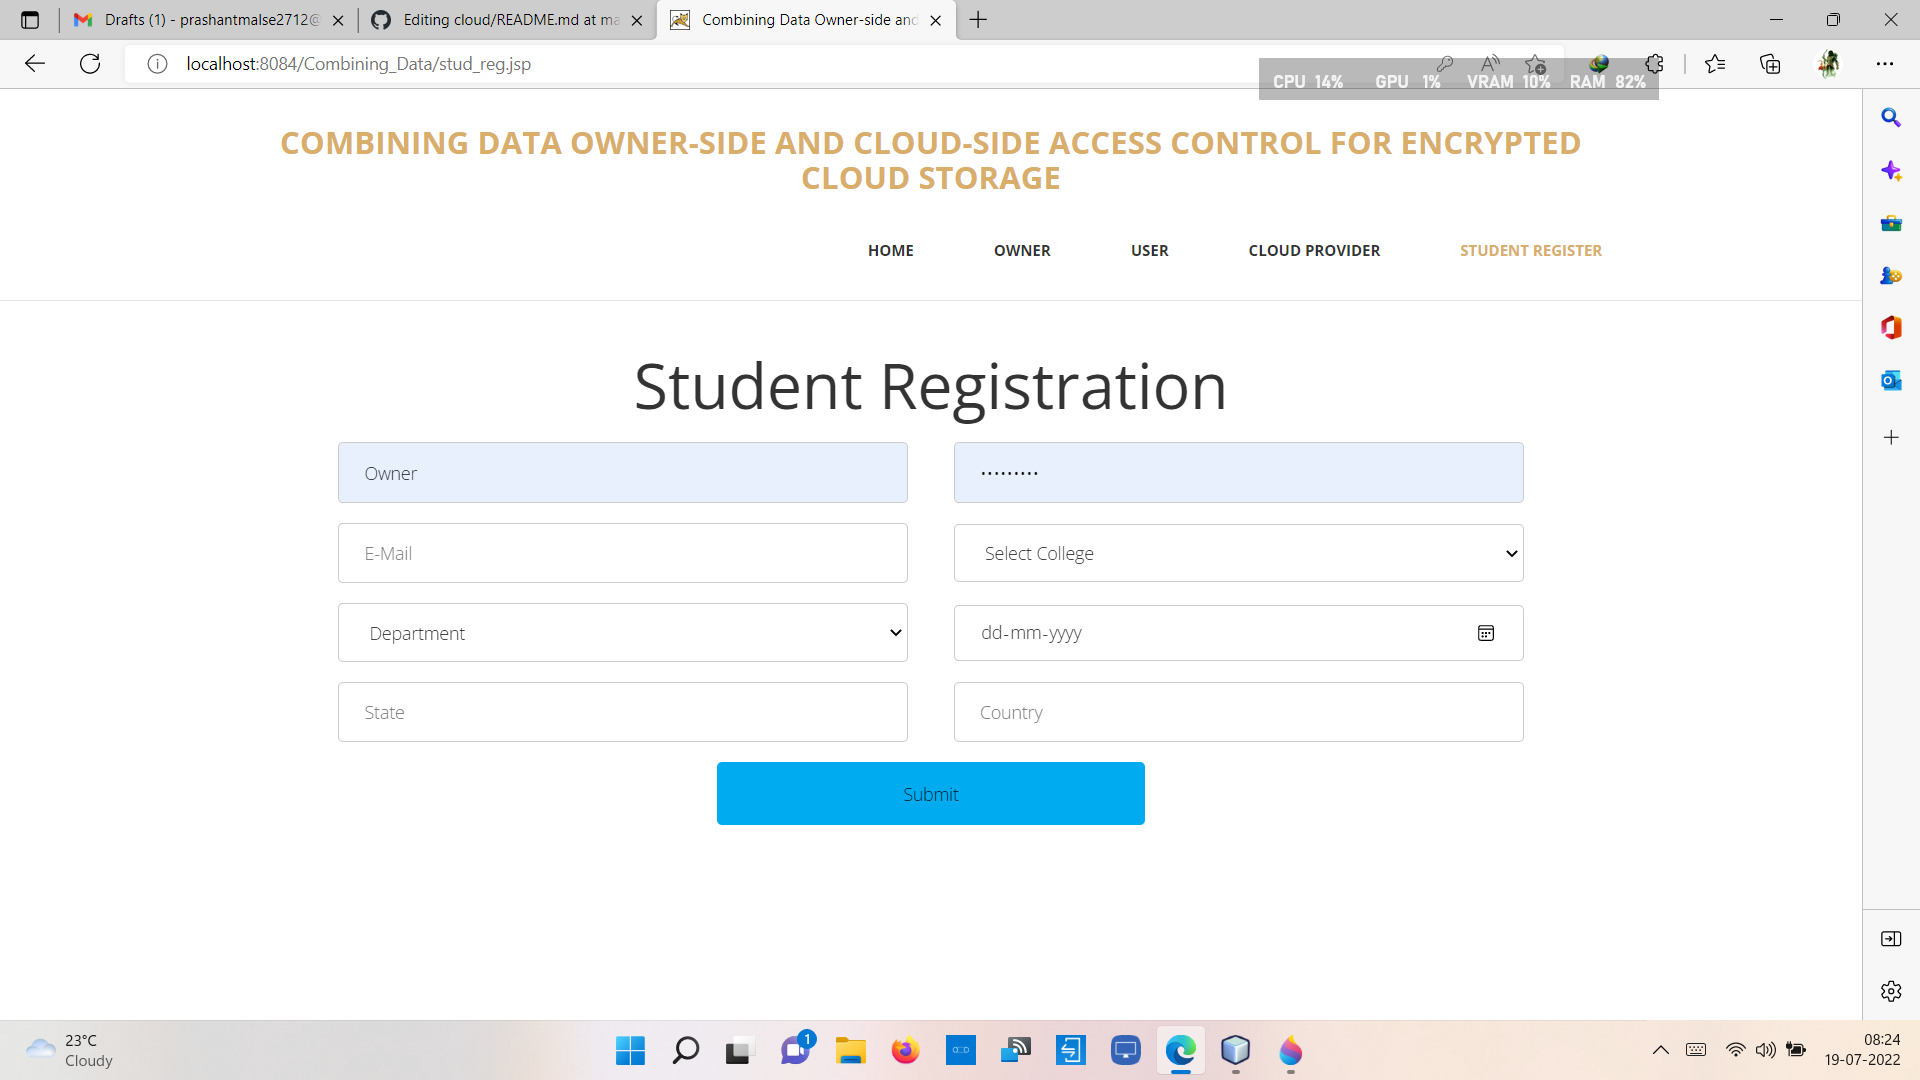 Drafts (1) - prashantmalse2712@
Editing cloud/README.md at ma
Combining Data Owner-side and
localhost:8084/Combining_Data/stud_reg.jsp
CPU 14% GPU 1% VRAM 10% RAM 82%
COMBINING DATA OWNER-SIDE AND CLOUD-SIDE ACCESS CONTROL FOR ENCRYPTED
CLOUD STORAGE
HOME OWNER USER CLOUD PROVIDER STUDENT REGISTER
Student Registration
Owner •••••••••
E-Mail Select College
Department dd-mm-yyyy
State Country
Submit
23°C
Cloudy
1
08:24
19-07-2022